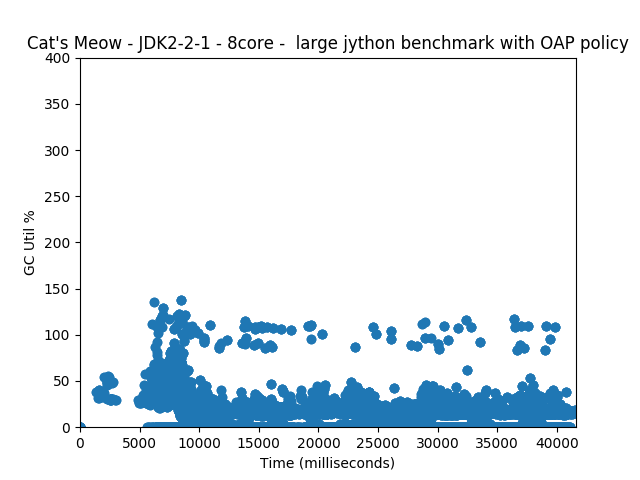 Cat's Meow - JDK2-2-1 - 8core -  large jython benchmark with OAP policy
400
350
300
250
200
150
100
50
0
GC Util %
0 5000 10000 15000 20000 25000 30000 35000 40000
Time (milliseconds)